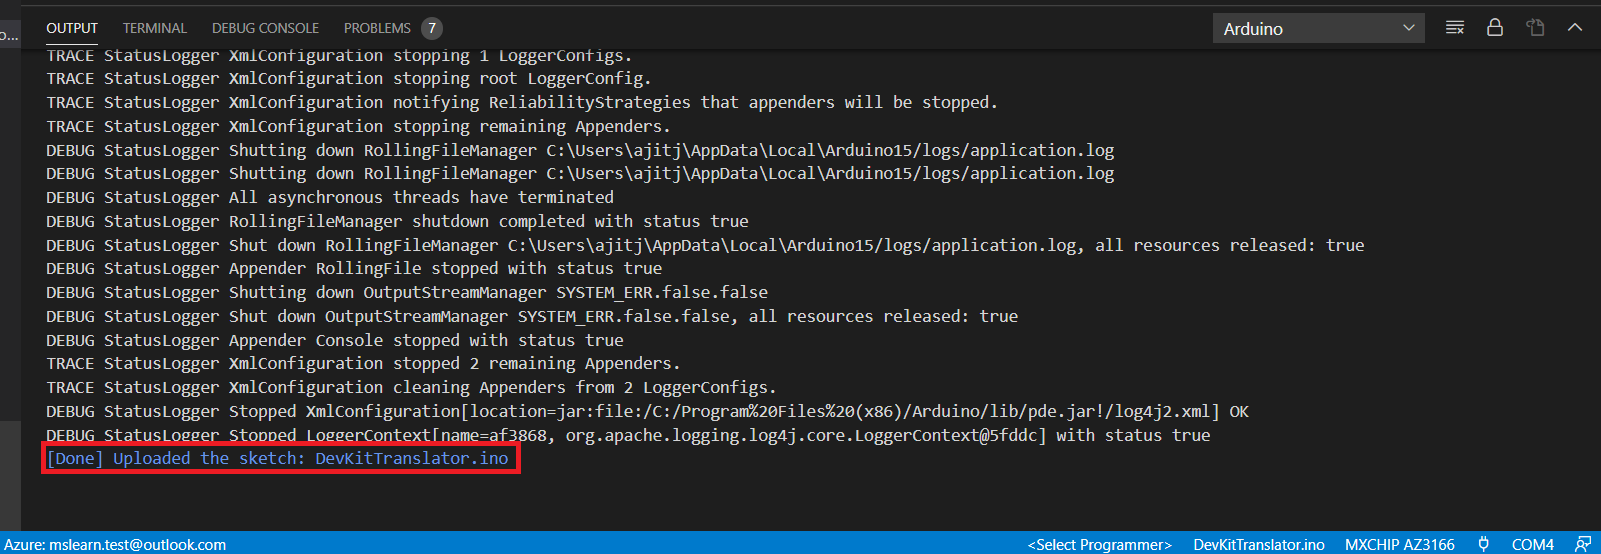 o...
OUTPUT TERMINAL DEBUG CONSOLE PROBLEMS 7 Arduino
TRACE StatusLogger XmlConfiguration stopping 1 LoggerConfigs.
TRACE StatusLogger XmlConfiguration stopping root LoggerConfig.
TRACE StatusLogger XmlConfiguration notifying ReliabilityStrategies that appenders will be stopped.
TRACE StatusLogger XmlConfiguration stopping remaining Appenders.
DEBUG StatusLogger Shutting down RollingFileManager C:\Users\ajitj\AppData\Local\Arduino15/logs/application.log
DEBUG StatusLogger Shutting down RollingFileManager C:\Users\ajitj\AppData\Local\Arduino15/logs/application.log
DEBUG StatusLogger All asynchronous threads have terminated
DEBUG StatusLogger RollingFileManager shutdown completed with status true
DEBUG StatusLogger Shut down RollingFileManager C:\Users\ajitj\AppData\Local\Arduino15/logs/application.log, all resources released: true
DEBUG StatusLogger Appender RollingFile stopped with status true
DEBUG StatusLogger Shutting down OutputStreamManager SYSTEM_ERR.false.false
DEBUG StatusLogger Shut down OutputStreamManager SYSTEM_ERR.false.false, all resources released: true
DEBUG StatusLogger Appender Console stopped with status true
TRACE StatusLogger XmlConfiguration stopped 2 remaining Appenders.
TRACE StatusLogger XmlConfiguration cleaning Appenders from 2 LoggerConfigs.
DEBUG StatusLogger Stopped XmlConfiguration[location=jar:file:/C:/Program%20Files%20(x86)/Arduino/lib/pde.jar!/log4j2.xml] OK
DEBUG StatusLogger Stopped LoggerContext[name=af3868, org.apache.logging.log4j.core.LoggerContext@5fddc] with status true
[Done] Uploaded the sketch: DevKitTranslator.ino
Azure: mslearn.test@outlook.com <Select Programmer> DevKitTranslator.ino MXCHIP AZ3166 COM4